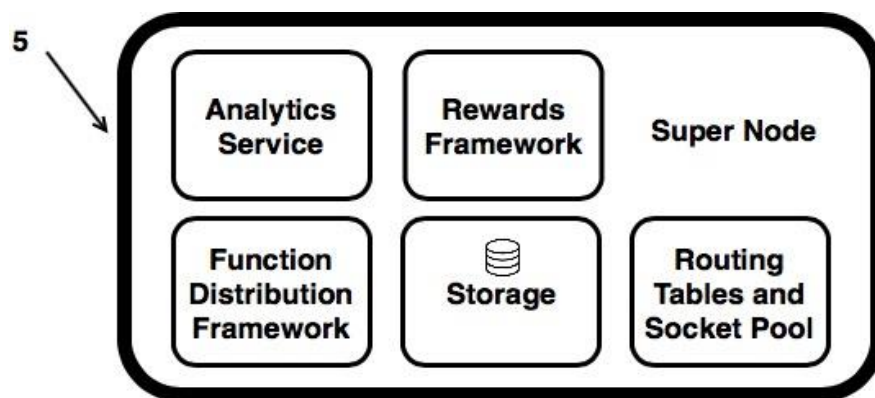 5
Analytics
Service
Rewards
Framework
Super Node
Function
Distribution
Framework
Storage
Routing
Tables and
Socket Pool